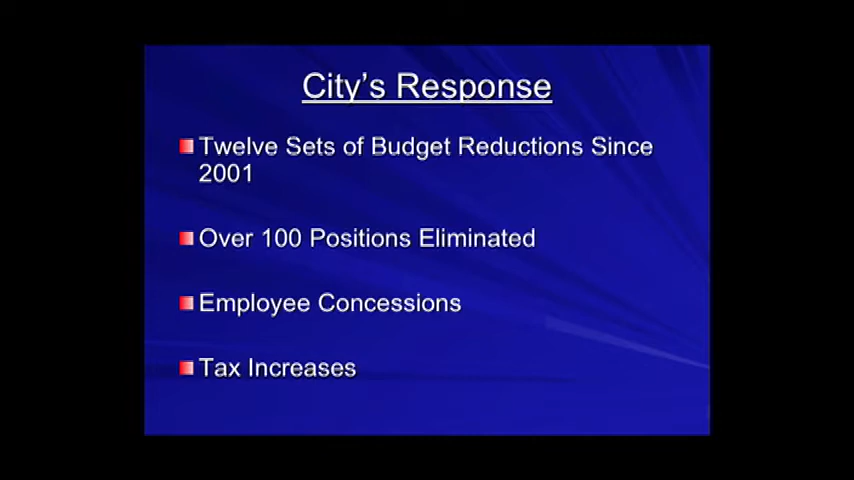 City's Response
Twelve Sets of Budget Reductions Since
2001
Over 100 Positions Eliminated
Employee Concessions
Tax Increases